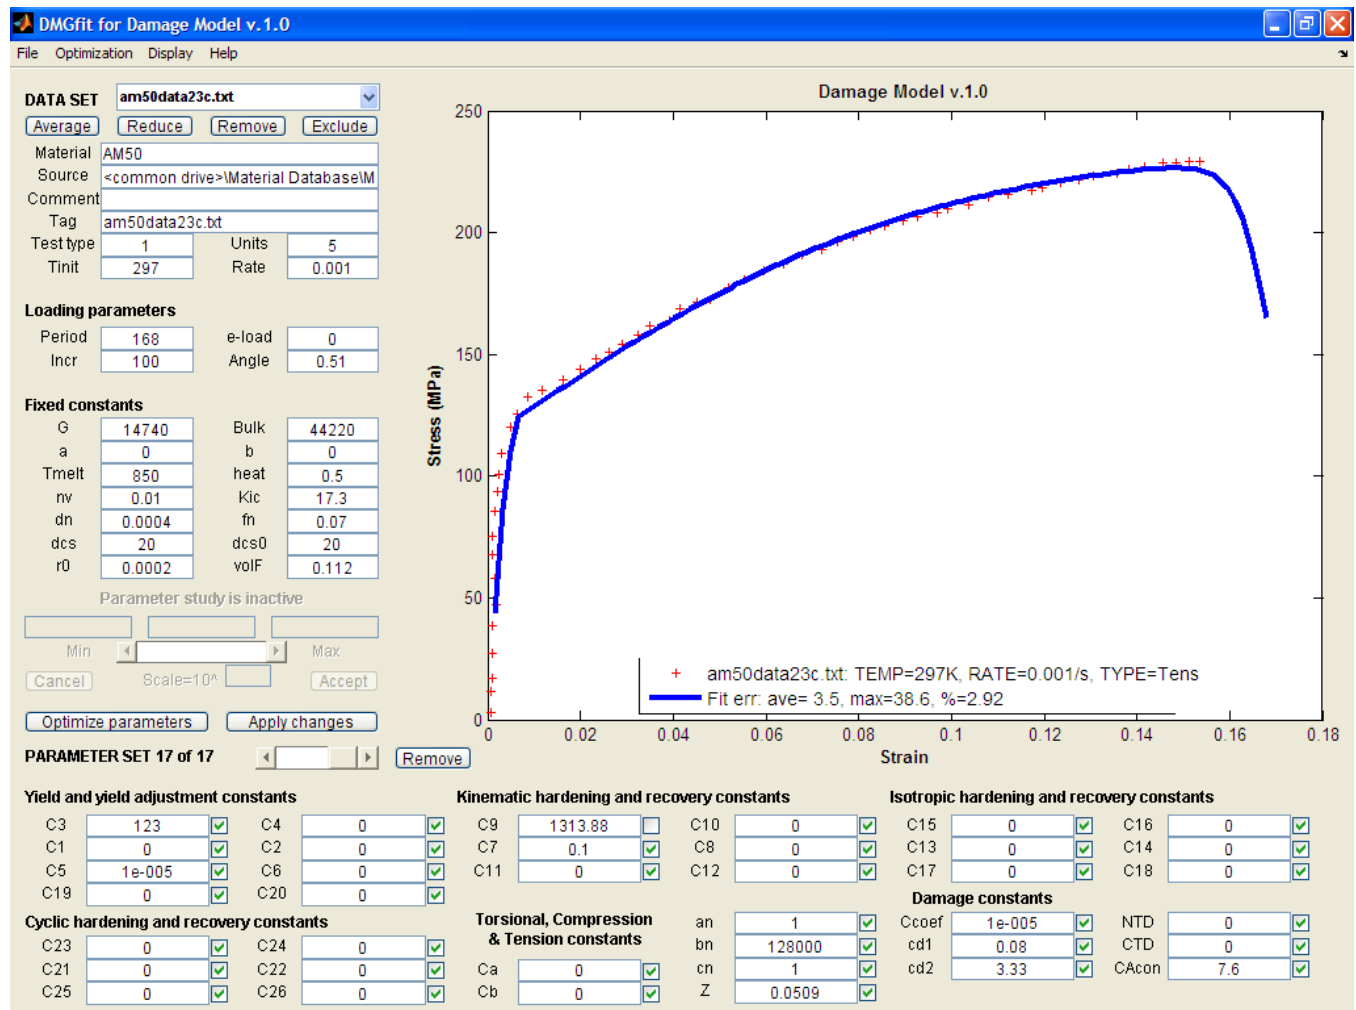 DMGfit for Damage Model v.1.0
File Optimization Display Help
DATA SET am50data23c.txt
Average Reduce Remove Exclude
Material AM50
Source <common drive>\Material Database\M
Comment
Tag am50data23c.txt
Test type 1 Units 5
Tinit 297 Rate 0.001
Loading parameters
Period 168 e-load 0
Incr 100 Angle 0.51
Fixed constants
G 14740 Bulk 44220
a 0 b 0
Tmelt 850 heat 0.5
nv 0.01 Kic 17.3
dn 0.0004 fn 0.07
dcs 20 dcs0 20
r0 0.0002 volF 0.112
Parameter study is inactive
Min Max
Cancel Scale=10^ Accept
Optimize parameters Apply changes
PARAMETER SET 17 of 17 Remove
Damage Model v.1.0
250
200
150
100
50
0
Stress (MPa)
am50data23c.txt: TEMP=297K, RATE=0.001/s, TYPE=Tens
Fit err: ave= 3.5, max=38.6, %=2.92
0 0.02 0.04 0.06 0.08 0.1 0.12 0.14 0.16 0.18
Strain
Yield and yield adjustment constants
C3 123 C4 0
C1 0 C2 0
C5 1e-005 C6 0
C19 0 C20 0
Cyclic hardening and recovery constants
C23 0 C24 0
C21 0 C22 0
C25 0 C26 0
Kinematic hardening and recovery constants
C9 1313.88 C10 0
C7 0.1 C8 0
C11 0 C12 0
Torsional, Compression
& Tension constants
Ca 0
Cb 0
an 1
bn 128000
cn 1
Z 0.0509
Isotropic hardening and recovery constants
C15 0 C16 0
C13 0 C14 0
C17 0 C18 0
Damage constants
Ccoef 1e-005 NTD 0
cd1 0.08 CTD 0
cd2 3.33 CAcon 7.6